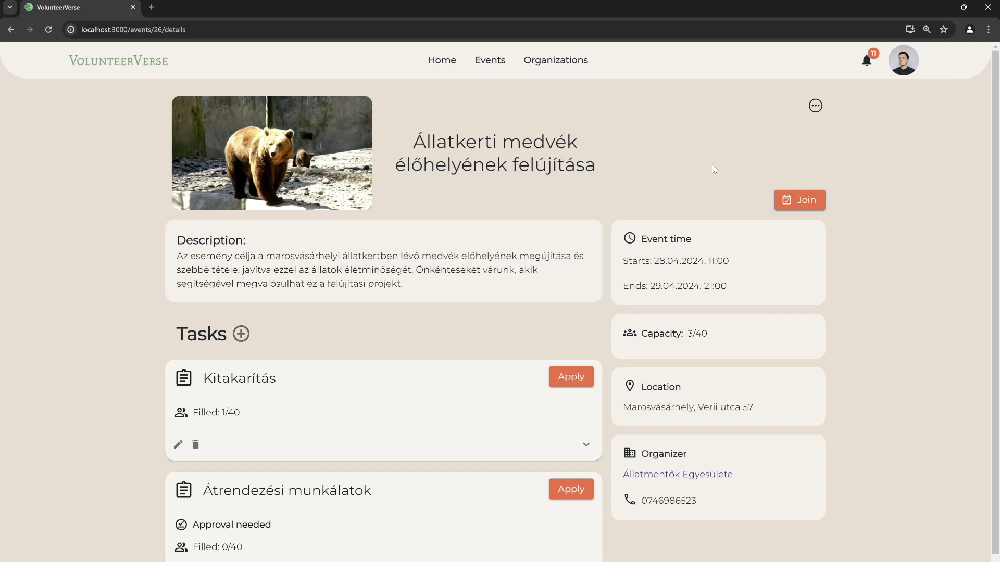 VolunteerVerse
localhost:3000/events/26/details
VOLUNTEERVERSE
Home
Events
Organizations
11
Állatkerti medvék
élőhelyének felújítása
Join
Description:
Az esemény célja a marosvásárhelyi állatkertben lévő medvék előhelyének megújítása és
szebbé tétele, javítva ezzel az állatok életminőségét. Önkénteseket várunk, akik
segítségével megvalósulhat ez a felújítási projekt.
Event time
Starts: 28.04.2024, 11:00
Ends: 29.04.2024, 21:00
Tasks
Capacity: 3/40
Kitakarítás
Apply
Filled: 1/40
Location
Marosvásárhely, Verii utca 57
Organizer
Állatmentők Egyesülete
0746986523
Átrendezési munkálatok
Apply
Approval needed
Filled: 0/40